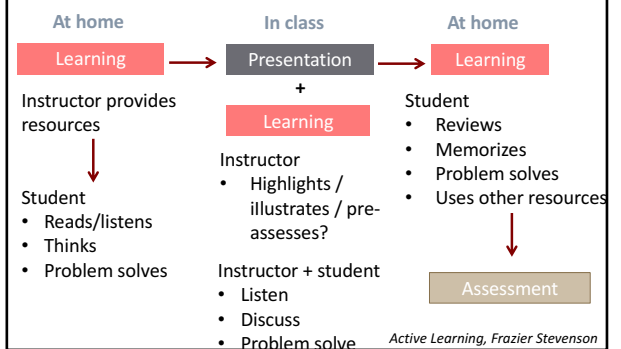 At home
Learning
Instructor provides
resources
Student
• Reads/listens
• Thinks
• Problem solves
In class
Presentation
+
Learning
Instructor
• Highlights /
illustrates / pre-
assesses?
Instructor + student
• Listen
• Discuss
• Problem solve
At home
Learning
Student
• Reviews
• Memorizes
• Problem solves
• Uses other resources
Assessment
Active Learning, Frazier Stevenson